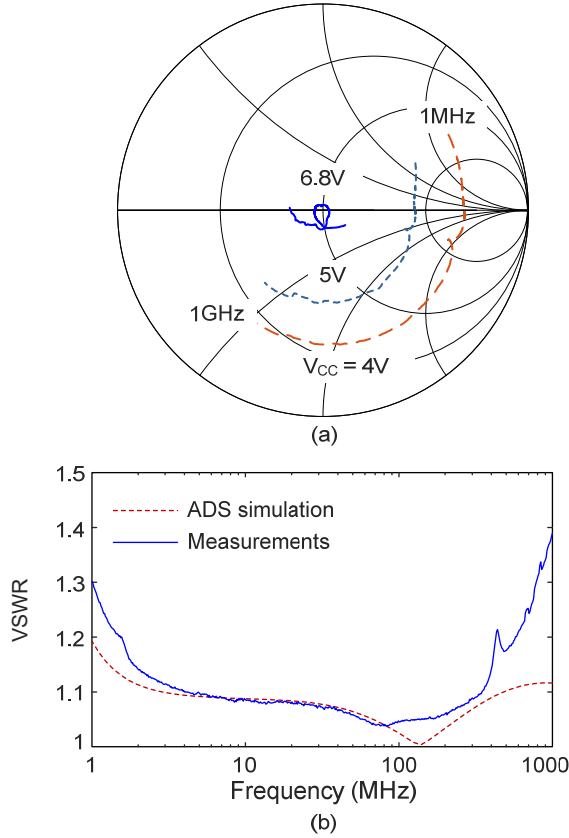 1MHz
6.8V
5V
1GHz
VCC = 4V
(a)
1.5
1.4
1.3
1.2
1.1
1
VSWR
ADS simulation
Measurements
1 10 100 1000
Frequency (MHz)
(b)